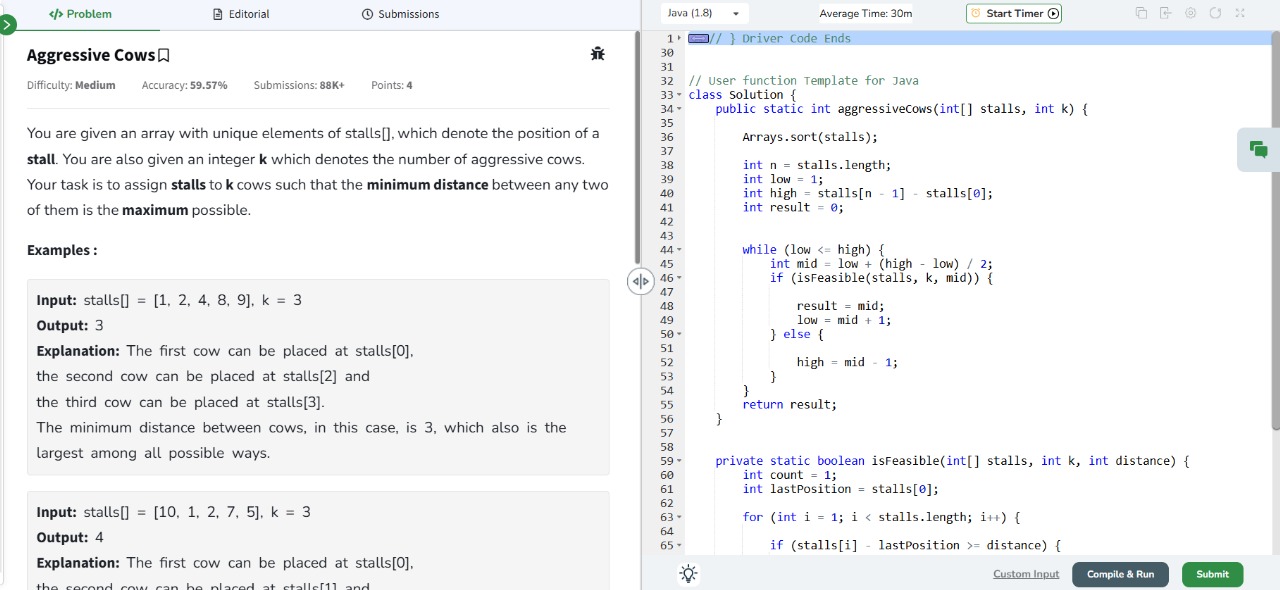 </> Problem
Editorial
Submissions
Aggressive Cows
Difficulty: Medium Accuracy: 59.57% Submissions: 88K+ Points: 4
You are given an array with unique elements of stalls[], which denote the position of a
stall. You are also given an integer k which denotes the number of aggressive cows.
Your task is to assign stalls to k cows such that the minimum distance between any two
of them is the maximum possible.
Examples :
Input: stalls[] = [1, 2, 4, 8, 9], k = 3
Output: 3
Explanation: The first cow can be placed at stalls[0],
the second cow can be placed at stalls[2] and
the third cow can be placed at stalls[3].
The minimum distance between cows, in this case, is 3, which also is the
largest among all possible ways.
Input: stalls[] = [10, 1, 2, 7, 5], k = 3
Output: 4
Explanation: The first cow can be placed at stalls[0],
the second cow can be placed at stalls[1] and
Java (1.8)
Average Time: 30m
Start Timer
1 // } Driver Code Ends
30
31
32 // User function Template for Java
33 class Solution {
34 public static int aggressiveCows(int[] stalls, int k) {
35
36 Arrays.sort(stalls);
37
38 int n = stalls.length;
39 int low = 1;
40 int high = stalls[n - 1] - stalls[0];
41 int result = 0;
42
43
44 while (low <= high) {
45 int mid = low + (high - low) / 2;
46 if (isFeasible(stalls, k, mid)) {
47
48 result = mid;
49 low = mid + 1;
50 } else {
51
52 high = mid - 1;
53 }
54 }
55 return result;
56 }
57
58
59 private static boolean isFeasible(int[] stalls, int k, int distance) {
60 int count = 1;
61 int lastPosition = stalls[0];
62
63 for (int i = 1; i < stalls.length; i++) {
64
65 if (stalls[i] - lastPosition >= distance) {
Custom Input
Compile & Run
Submit